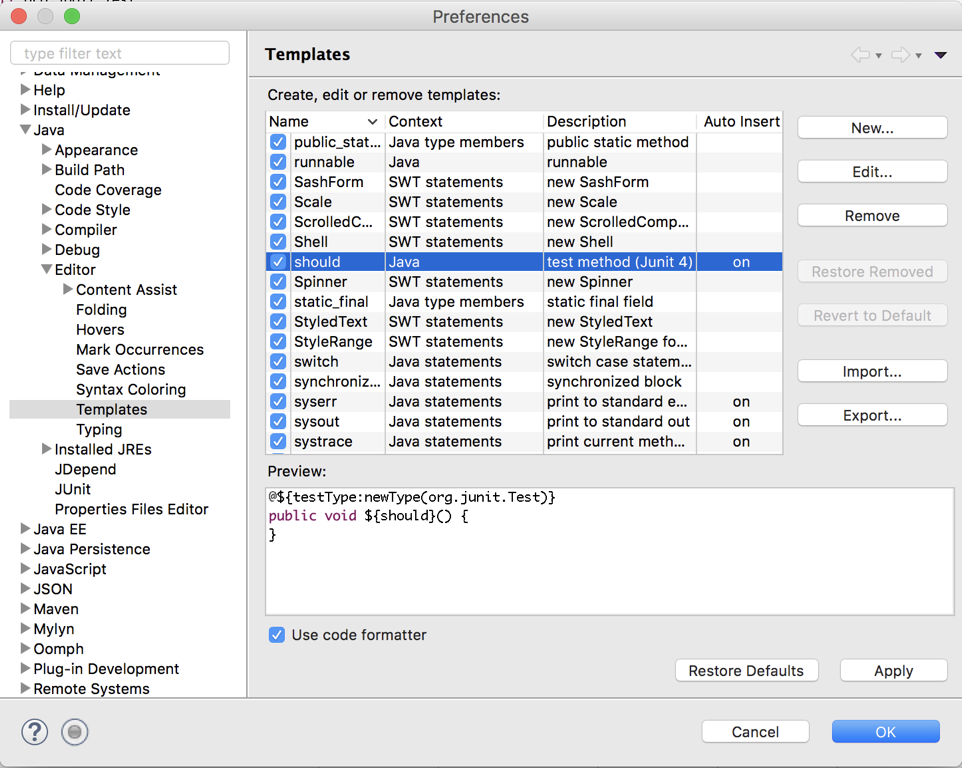 Preferences
type filter text
Data Management
Help
Install/Update
Java
Appearance
Build Path
Code Coverage
Code Style
Compiler
Debug
Editor
Content Assist
Folding
Hovers
Mark Occurrences
Save Actions
Syntax Coloring
Templates
Typing
Installed JREs
JDepend
JUnit
Properties Files Editor
Java EE
Java Persistence
JavaScript
JSON
Maven
Mylyn
Oomph
Plug-in Development
Remote Systems
Templates
Create, edit or remove templates:
Name Context Description Auto Insert
public_stat... Java type members public static method
runnable Java runnable
SashForm SWT statements new SashForm
Scale SWT statements new Scale
ScrolledC... SWT statements new ScrolledComp...
Shell SWT statements new Shell
should Java test method (Junit 4) on
Spinner SWT statements new Spinner
static_final Java type members static final field
StyledText SWT statements new StyledText
StyleRange SWT statements new StyleRange fo...
switch Java statements switch case statem...
synchroniz... Java statements synchronized block
syserr Java statements print to standard e... on
sysout Java statements print to standard out on
systrace Java statements print current meth... on
New...
Edit...
Remove
Restore Removed
Revert to Default
Import...
Export...
Preview:
@${testType:newType(org.junit.Test)}
public void ${should}() {
}
Use code formatter
Restore Defaults Apply
? Cancel OK